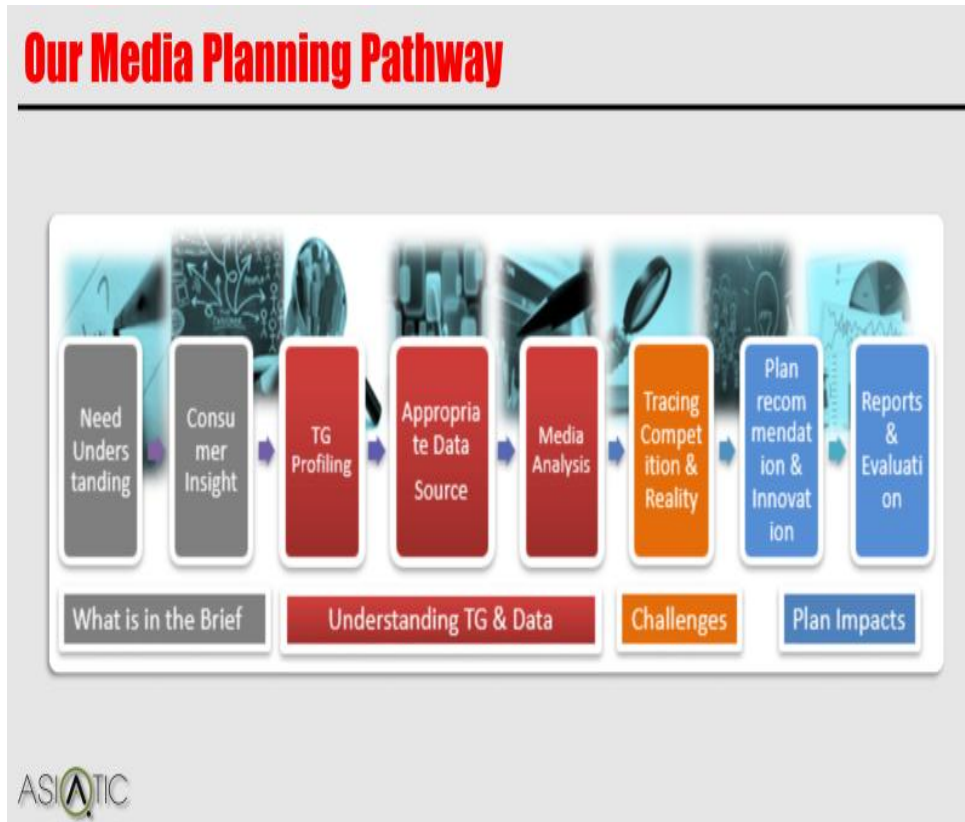 Our Media Planning Pathway
Need
Unders
tanding
Consu
mer
Insight
TG
Profiling
Appropria
te Data
Source
Media
Analysis
Tracing
Compet
ition &
Reality
Plan
recom
mendat
ion &
Innovat
ion
Reports
&
Evaluati
on
What is in the Brief
Understanding TG & Data
Challenges
Plan Impacts
ASIATIC